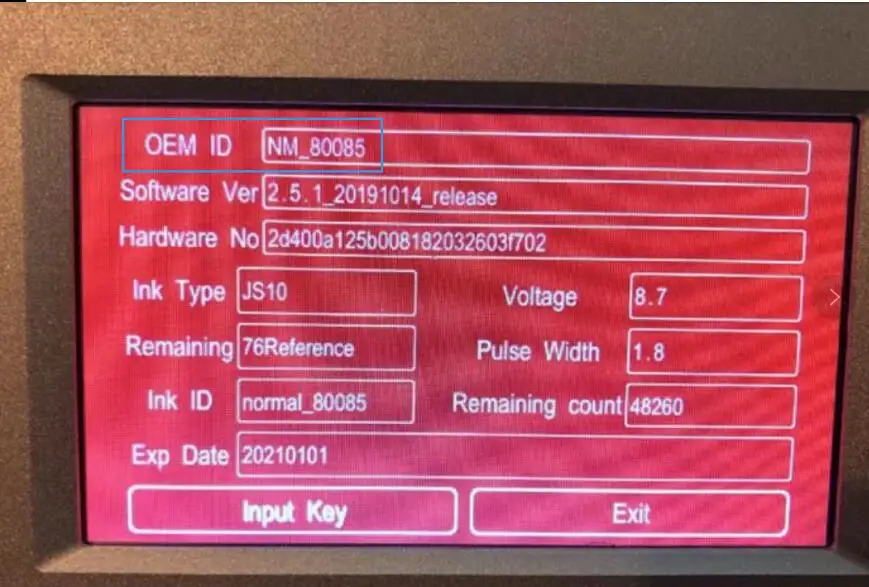 OEM ID NM_80085
Software Ver 2.5.1_20191014_release
Hardware No 2d400a125b008182032603f702
Ink Type JS10 Voltage 8.7
Remaining 76Reference Pulse Width 1.8
Ink ID normal_80085 Remaining count 48260
Exp Date 20210101
Input Key Exit